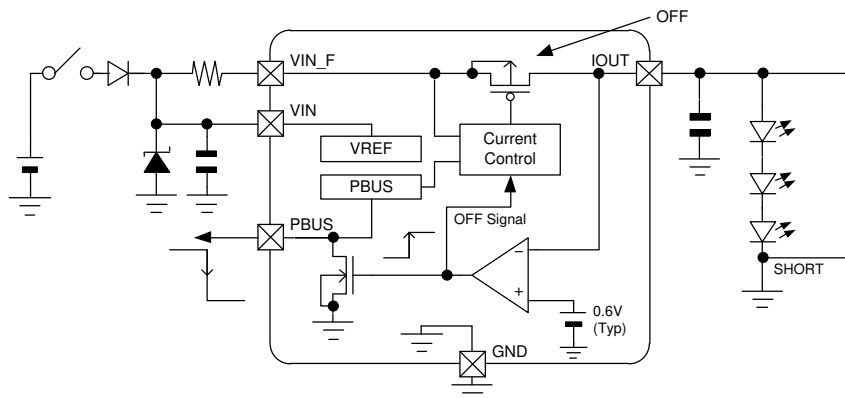 OFF
VIN_F
IOUT
VIN
VREF
Current
Control
PBUS
PBUS
OFF Signal
−
+
0.6V
(Typ)
SHORT
GND